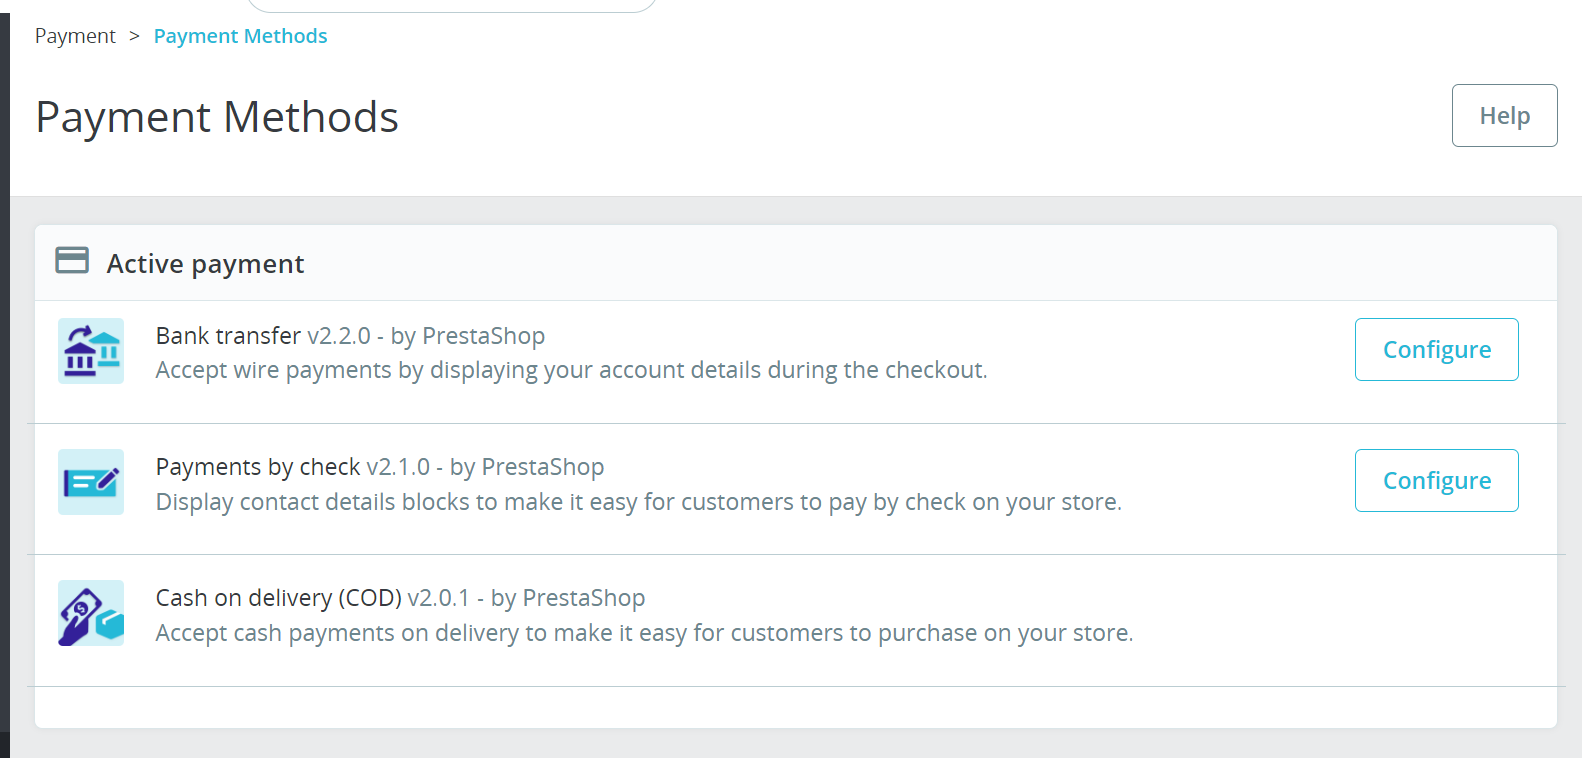 Payment > Payment Methods
Payment Methods
Help
Active payment
Bank transfer v2.2.0 - by PrestaShop
Accept wire payments by displaying your account details during the checkout.
Configure
Payments by check v2.1.0 - by PrestaShop
Display contact details blocks to make it easy for customers to pay by check on your store.
Configure
Cash on delivery (COD) v2.0.1 - by PrestaShop
Accept cash payments on delivery to make it easy for customers to purchase on your store.